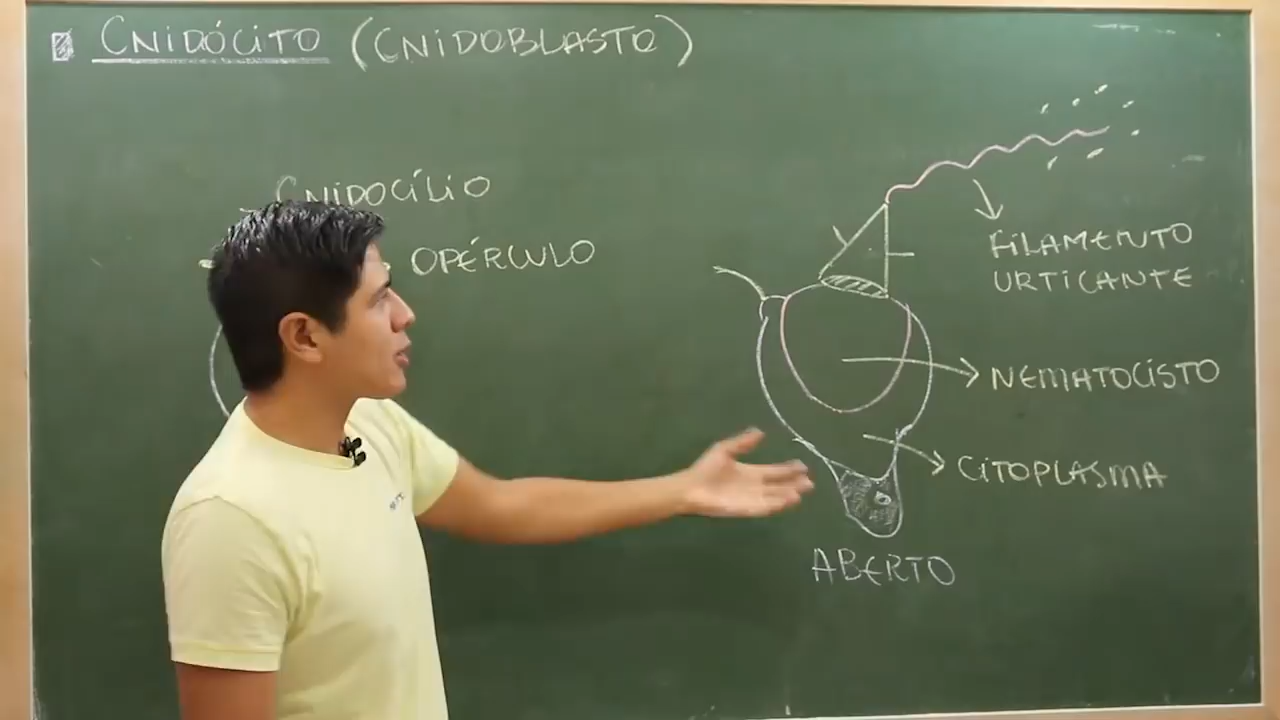 CNIDÓCITO (CNIDOBLASTO)
CNIDOCÍLIO
OPÉRCULO
FILAMENTO
URTICANTE
NEMATOCISTO
CITOPLASMA
ABERTO